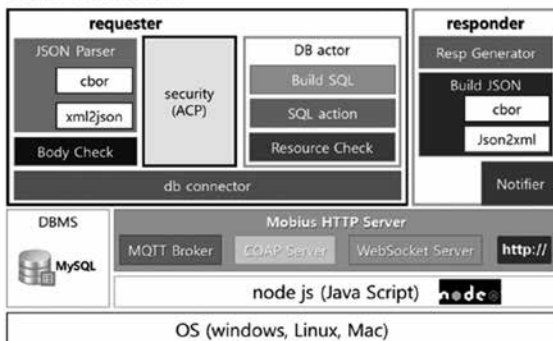 requester
JSON Parser
cbor
xml2json
Body Check
security
(ACP)
DB actor
Build SQL
SQL action
Resource Check
db connector
responder
Resp Generator
Build JSON
cbor
Json2xml
Notifier
DBMS
MySQL
Mobius HTTP Server
MQTT Broker
COAP Server
WebSocket Server
http://
node js (Java Script)
node
OS (windows, Linux, Mac)